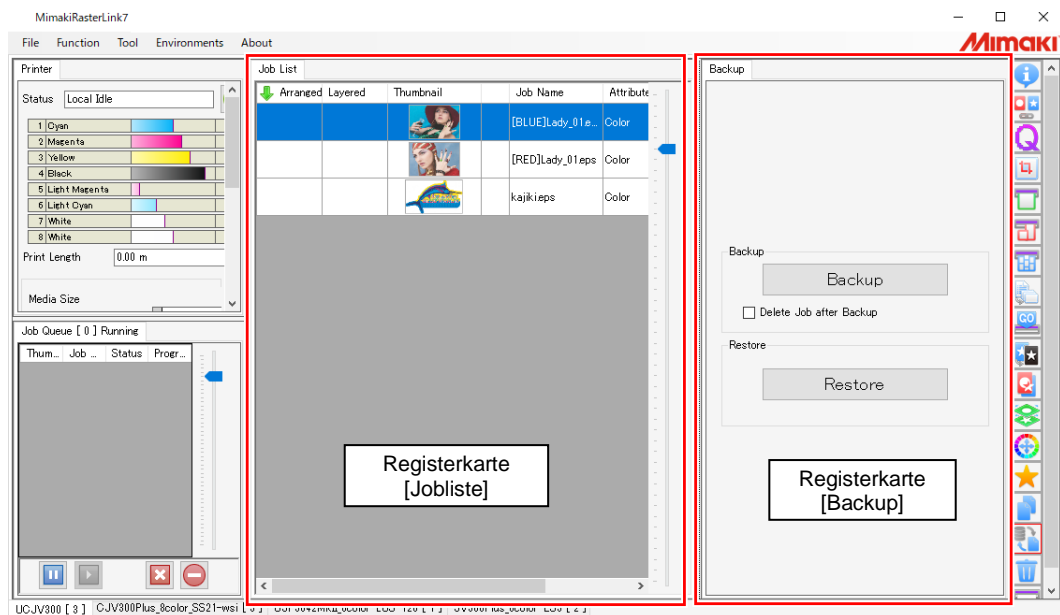 MimakiRasterLink7
File Function Tool Environments About
Mimaki
Printer
Status Local Idle
1 Cyan
2 Magenta
3 Yellow
4 Black
5 Light Magenta
6 Light Cyan
7 White
8 White
Print Length 0.00 m
Media Size
Job Queue [ 0 ] Running
Thum... Job ... Status Progr...
Job List
Arranged Layered Thumbnail Job Name Attribute
[BLUE]Lady_01.e... Color
[RED]Lady_01.eps Color
kajiki.eps Color
Registerkarte
[Jobliste]
Backup
Backup
Backup
Delete Job after Backup
Restore
Restore
Registerkarte
[Backup]
GO
UCJV300 [ 3 ] CJV300Plus_8color_SS21-wsi [ 3 ]